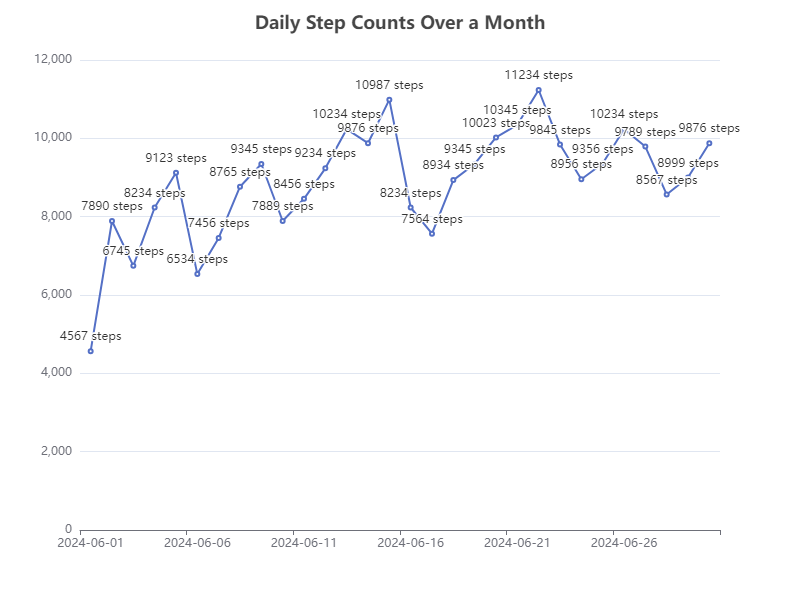 Daily Step Counts Over a Month
12,000
10,000
8,000
6,000
4,000
2,000
0
4567 steps
7890 steps
6745 steps
8234 steps
9123 steps
6534 steps
7456 steps
8765 steps
9345 steps
7889 steps
8456 steps
9234 steps
10234 steps
9876 steps
10987 steps
8234 steps
7564 steps
8934 steps
9345 steps
10023 steps
10345 steps
11234 steps
9845 steps
8956 steps
9356 steps
10234 steps
9789 steps
8567 steps
8999 steps
9876 steps
2024-06-01
2024-06-06
2024-06-11
2024-06-16
2024-06-21
2024-06-26